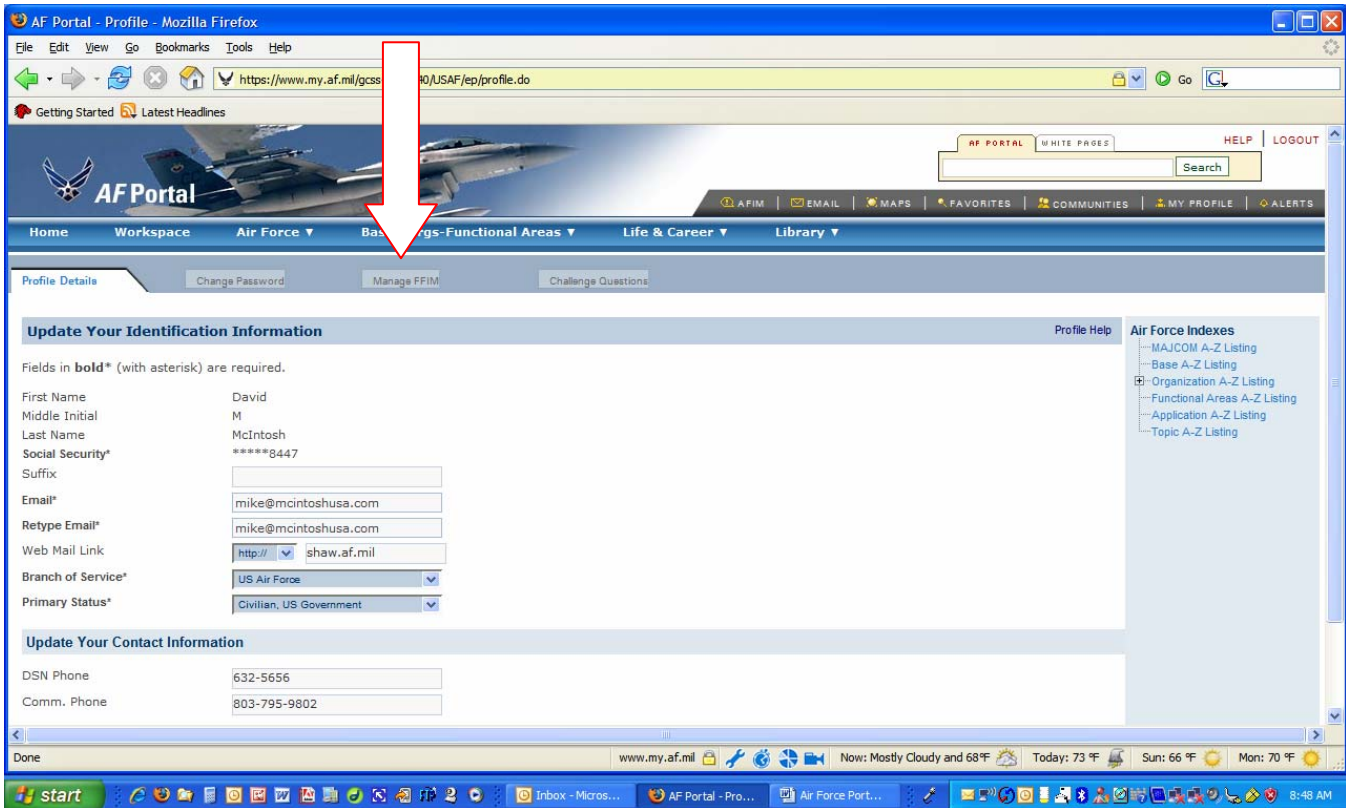 AF Portal - Profile - Mozilla Firefox
File Edit View Go Bookmarks Tools Help
https://www.my.af.mil/gcss 40/USAF/ep/profile.do
Go
G
Getting Started Latest Headlines
AF PORTAL WHITE PAGES HELP LOGOUT
Search
AF Portal
AFIM EMAIL MAPS FAVORITES COMMUNITIES MY PROFILE ALERTS
Home Workspace Air Force ▼ Bas rgs-Functional Areas ▼ Life & Career ▼ Library ▼
Profile Details Change Password Manage FFIM Challenge Questions
Update Your Identification Information Profile Help
Fields in bold* (with asterisk) are required.
First Name David
Middle Initial M
Last Name McIntosh
Social Security* *****8447
Suffix
Email* mike@mcintoshusa.com
Retype Email* mike@mcintoshusa.com
Web Mail Link http:// shaw.af.mil
Branch of Service* US Air Force
Primary Status* Civilian, US Government
Update Your Contact Information
DSN Phone 632-5656
Comm. Phone 803-795-9802
Air Force Indexes
MAJCOM A-Z Listing
Base A-Z Listing
Organization A-Z Listing
Functional Areas A-Z Listing
Application A-Z Listing
Topic A-Z Listing
Done www.my.af.mil Now: Mostly Cloudy and 68°F Today: 73 °F Sun: 66 °F Mon: 70 °F
start Inbox - Micros... AF Portal - Pro... Air Force Port... 8:48 AM